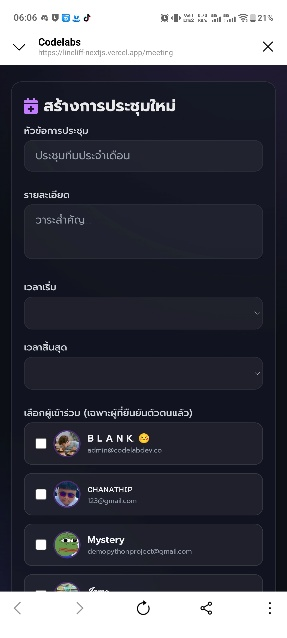 06:06
21%
Codelabs
https://lineliff-nextjs.vercel.app/meeting
สร้างการประชุมใหม่
หัวข้อการประชุม
ประชุมทีมประจำเดือน
รายละเอียด
วาระสำคัญ
เวลาเริ่ม
เวลาสิ้นสุด
เลือกผู้เข้าร่วม (เฉพาะผู้ที่ยืนยันตัวตนแล้ว)
B L A N K
admin@codelabdev.co
CHANATHIP
123@gmail.com
Mystery
demopythonproject@gmail.com